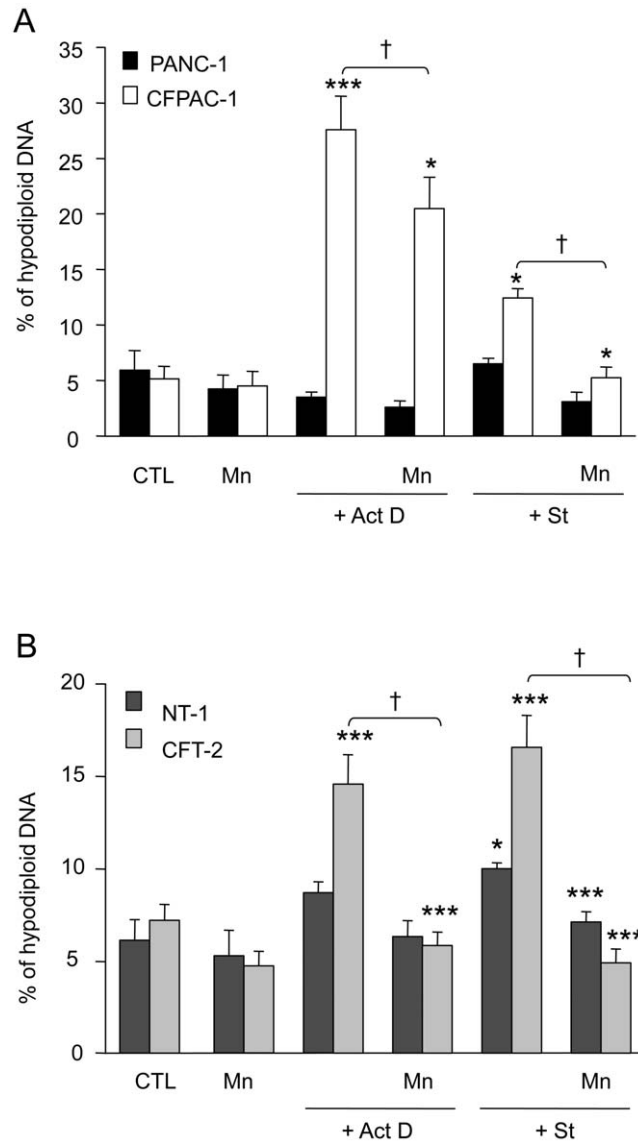 A
% of hypodiploid DNA
35
30
25
20
15
10
5
0
PANC-1
CFPAC-1
†
***
*
†
*
*
CTL Mn Mn Mn
+ Act D + St
B
% of hypodiploid DNA
20
15
10
5
0
NT-1
CFT-2
†
***
***
†
***
*
***
***
CTL Mn Mn Mn
+ Act D + St